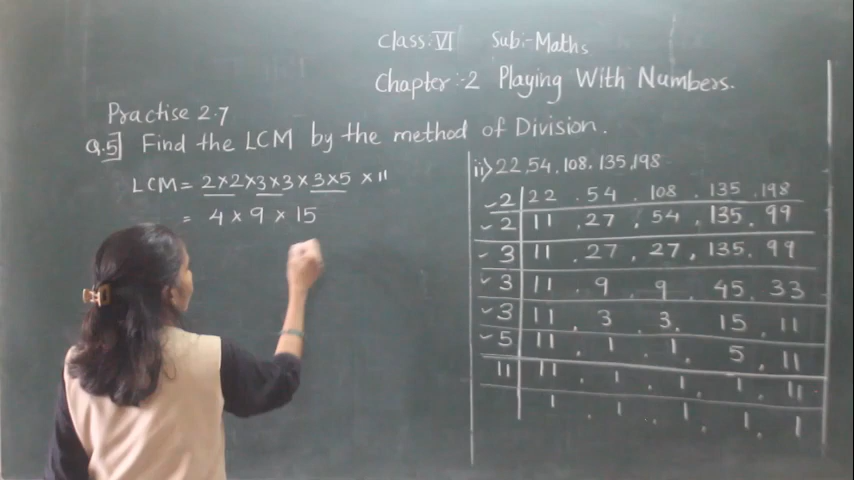 Class:-VI Sub:-Maths
Chapter:-2 Playing With Numbers.
Practise 2.7
Q.5] Find the LCM by the method of Division.
LCM = 2×2×3×3×3×5×11
= 4×9×15
ii> 22, 54, 108, 135, 198
2 | 22 , 54 , 108 , 135 , 198
2 | 11 , 27 , 54 , 135 , 99
3 | 11 , 27 , 27 , 135 , 99
3 | 11 , 9 , 9 , 45 , 33
3 | 11 , 3 , 3 , 15 , 11
5 | 11 , 1 , 1 , 5 , 11
11 | 11 , 1 , 1 , 1 , 11
1 , 1 , 1 , 1 , 1